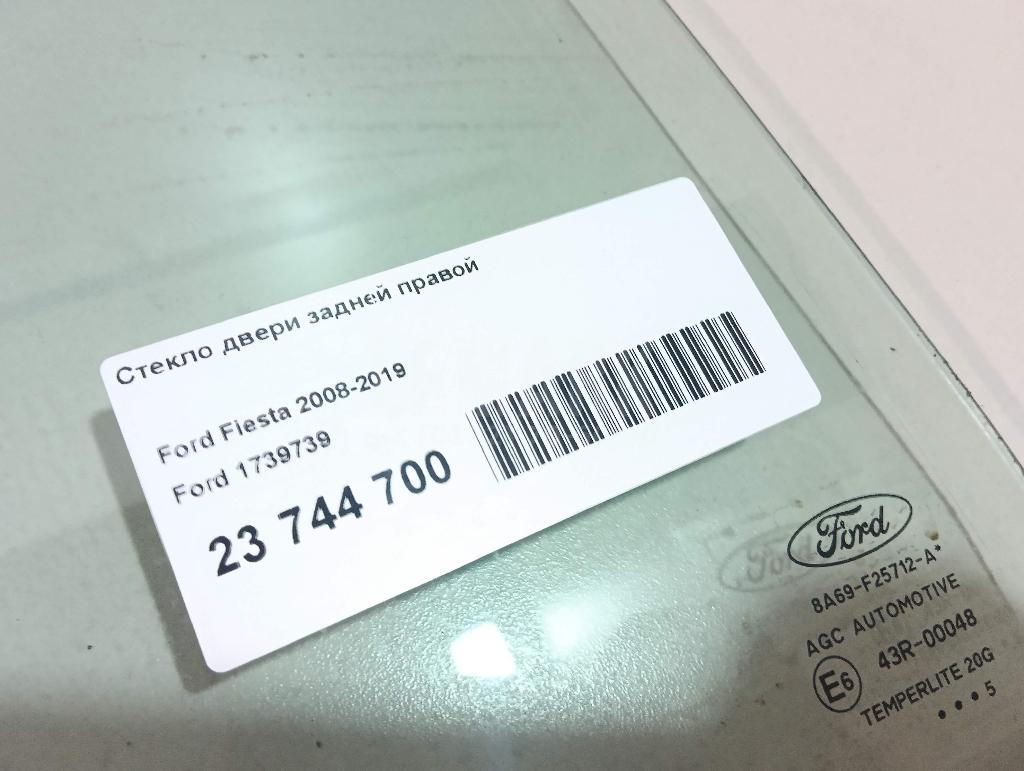 Стекло двери задней правой
Ford Fiesta 2008-2019
Ford 1739739
23 744 700
Ford
8A69-F25712-A*
AGC AUTOMOTIVE
E6 43R-00048
TEMPERLITE 20G
• • • 5